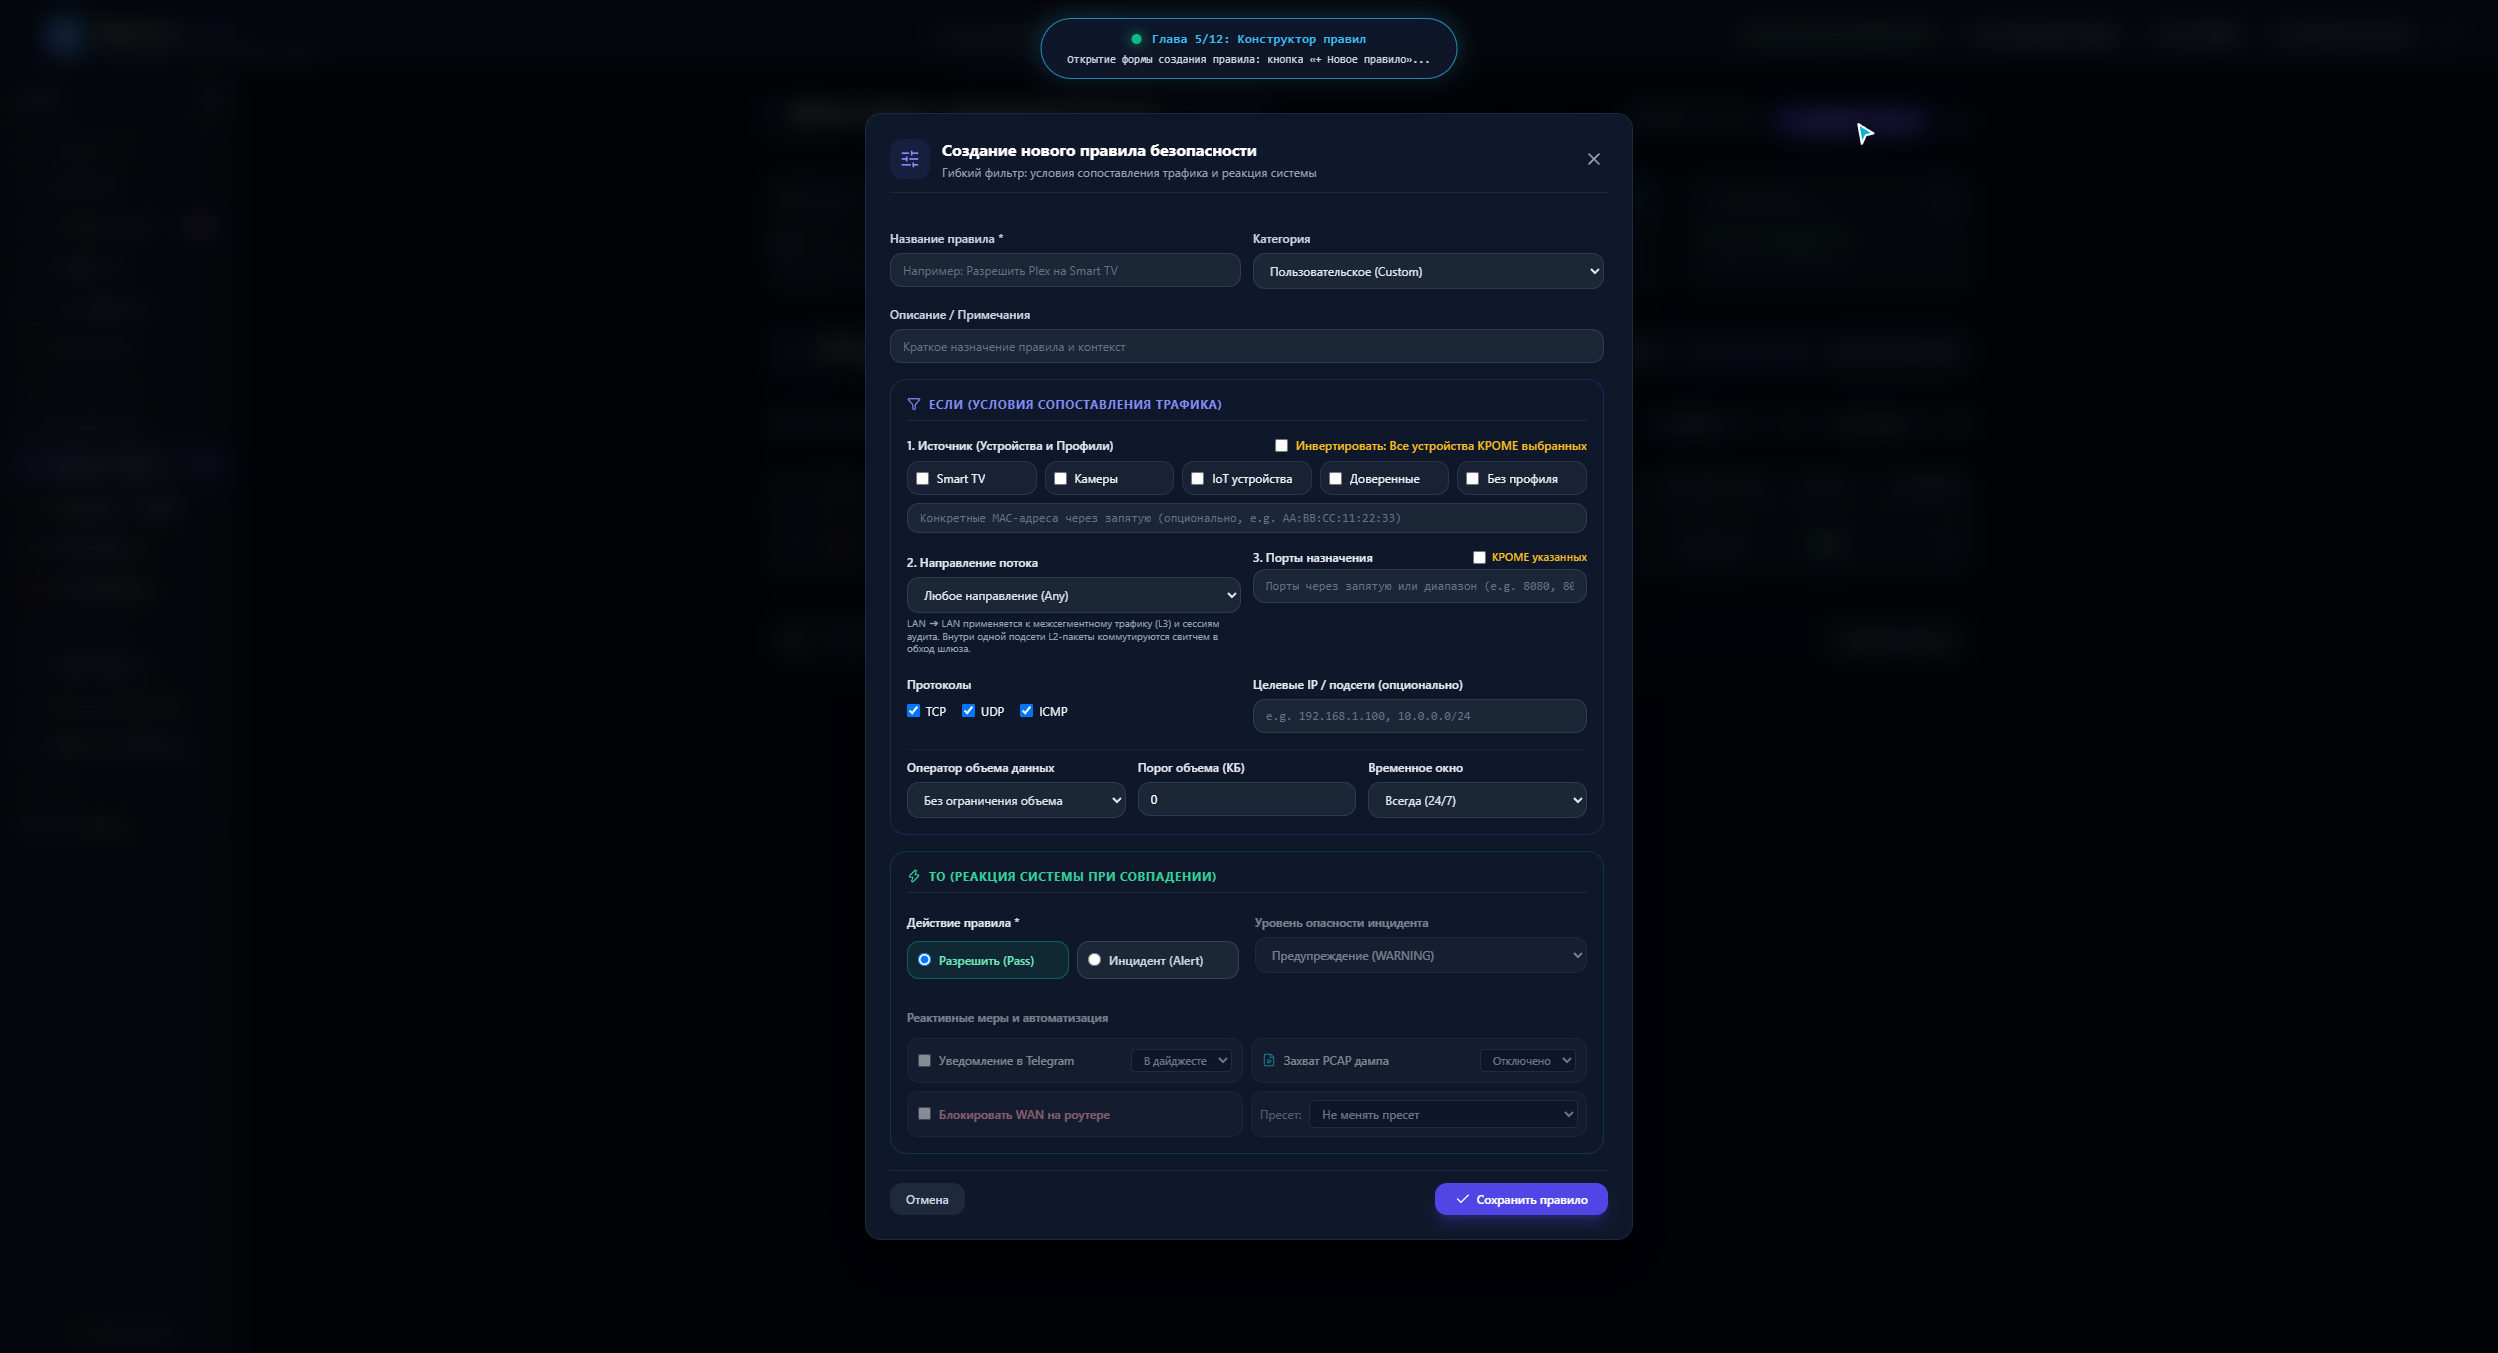 Глава 5/12: Конструктор правил
Открытие формы создания правила: кнопка «+ Новое правило»...
Создание нового правила безопасности
Гибкий фильтр: условия сопоставления трафика и реакция системы
Название правила *
Категория
Например: Разрешить Plex на Smart TV
Пользовательское (Custom)
Описание / Примечания
Краткое назначение правила и контекст
ЕСЛИ (УСЛОВИЯ СОПОСТАВЛЕНИЯ ТРАФИКА)
1. Источник (Устройства и Профили)
Инвертировать: Все устройства КРОМЕ выбранных
Smart TV
Камеры
IoT устройства
Доверенные
Без профиля
Конкретные MAC-адреса через запятую (опционально, e.g. AA:BB:CC:11:22:33)
2. Направление потока
3. Порты назначения
КРОМЕ указанных
Любое направление (Any)
Порты через запятую или диапазон (e.g. 8080, 80
LAN ➔ LAN применяется к межсегментному трафику (L3) и сессиям
аудита. Внутри одной подсети L2-пакеты коммутируются свитчем в
обход шлюза.
Протоколы
Целевые IP / подсети (опционально)
TCP
UDP
ICMP
e.g. 192.168.1.100, 10.0.0.0/24
Оператор объема данных
Порог объема (КБ)
Временное окно
Без ограничения объема
0
Всегда (24/7)
ТО (РЕАКЦИЯ СИСТЕМЫ ПРИ СОВПАДЕНИИ)
Действие правила *
Уровень опасности инцидента
Разрешить (Pass)
Инцидент (Alert)
Предупреждение (WARNING)
Реактивные меры и автоматизация
Уведомление в Telegram
В дайджесте
Захват PCAP дампа
Отключено
Блокировать WAN на роутере
Пресет:
Не менять пресет
Отмена
Сохранить правило